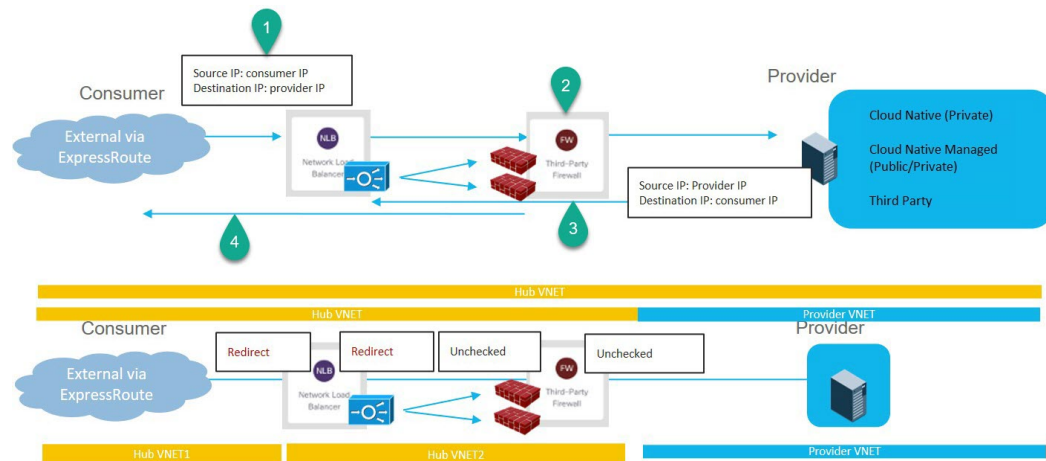 1
Source IP: consumer IP
Destination IP: provider IP
Consumer
Provider
2
External via
ExpressRoute
NLB
Network Load
Balancer
FW
Third-Party
Firewall
Cloud Native (Private)
Cloud Native Managed
(Public/Private)
Third Party
Source IP: Provider IP
Destination IP: consumer IP
4
3
Hub VNET
Hub VNET
Provider VNET
Consumer
Provider
Redirect
Redirect
Unchecked
Unchecked
External via
ExpressRoute
NLB
Network Load
Balancer
FW
Third-Party
Firewall
Hub VNET1
Hub VNET2
Provider VNET